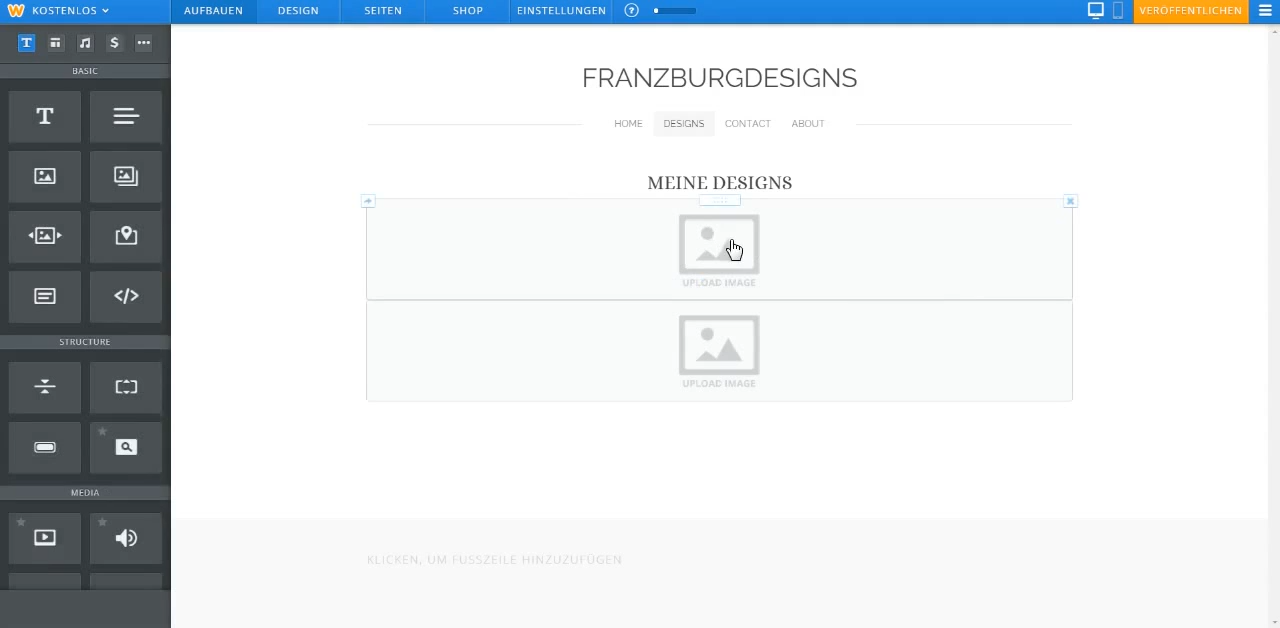 KOSTENLOS
AUFBAUEN
DESIGN
SEITEN
SHOP
EINSTELLUNGEN
?
VERÖFFENTLICHEN
T
$
BASIC
T
</>
STRUCTURE
MEDIA
FRANZBURGDESIGNS
HOME
DESIGNS
CONTACT
ABOUT
MEINE DESIGNS
UPLOAD IMAGE
UPLOAD IMAGE
KLICKEN, UM FUSSZEILE HINZUZUFÜGEN